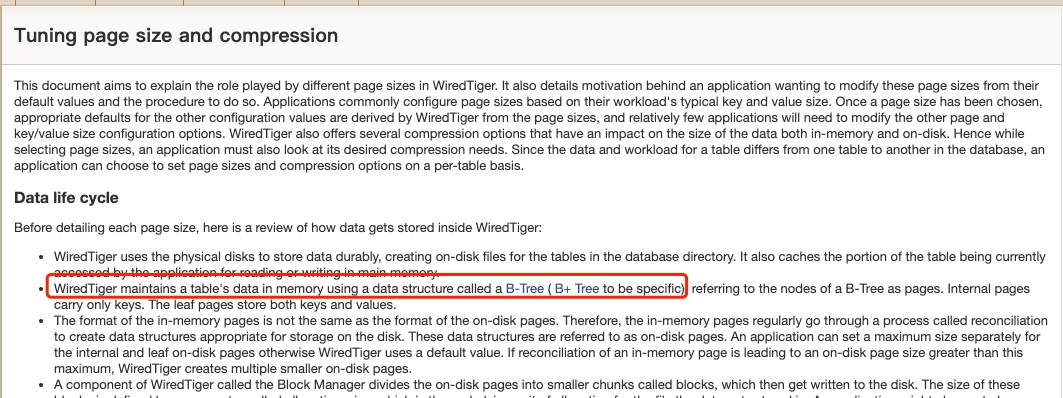 Tuning page size and compression
This document aims to explain the role played by different page sizes in WiredTiger. It also details motivation behind an application wanting to modify these page sizes from their
default values and the procedure to do so. Applications commonly configure page sizes based on their workload's typical key and value size. Once a page size has been chosen,
appropriate defaults for the other configuration values are derived by WiredTiger from the page sizes, and relatively few applications will need to modify the other page and
key/value size configuration options. WiredTiger also offers several compression options that have an impact on the size of the data both in-memory and on-disk. Hence while
selecting page sizes, an application must also look at its desired compression needs. Since the data and workload for a table differs from one table to another in the database, an
application can choose to set page sizes and compression options on a per-table basis.
Data life cycle
Before detailing each page size, here is a review of how data gets stored inside WiredTiger:
• WiredTiger uses the physical disks to store data durably, creating on-disk files for the tables in the database directory. It also caches the portion of the table being currently
accessed by the application for reading or writing in main memory.
• WiredTiger maintains a table's data in memory using a data structure called a B-Tree ( B+ Tree to be specific), referring to the nodes of a B-Tree as pages. Internal pages
carry only keys. The leaf pages store both keys and values.
• The format of the in-memory pages is not the same as the format of the on-disk pages. Therefore, the in-memory pages regularly go through a process called reconciliation
to create data structures appropriate for storage on the disk. These data structures are referred to as on-disk pages. An application can set a maximum size separately for
the internal and leaf on-disk pages otherwise WiredTiger uses a default value. If reconciliation of an in-memory page is leading to an on-disk page size greater than this
maximum, WiredTiger creates multiple smaller on-disk pages.
• A component of WiredTiger called the Block Manager divides the on-disk pages into smaller chunks called blocks, which then get written to the disk. The size of these